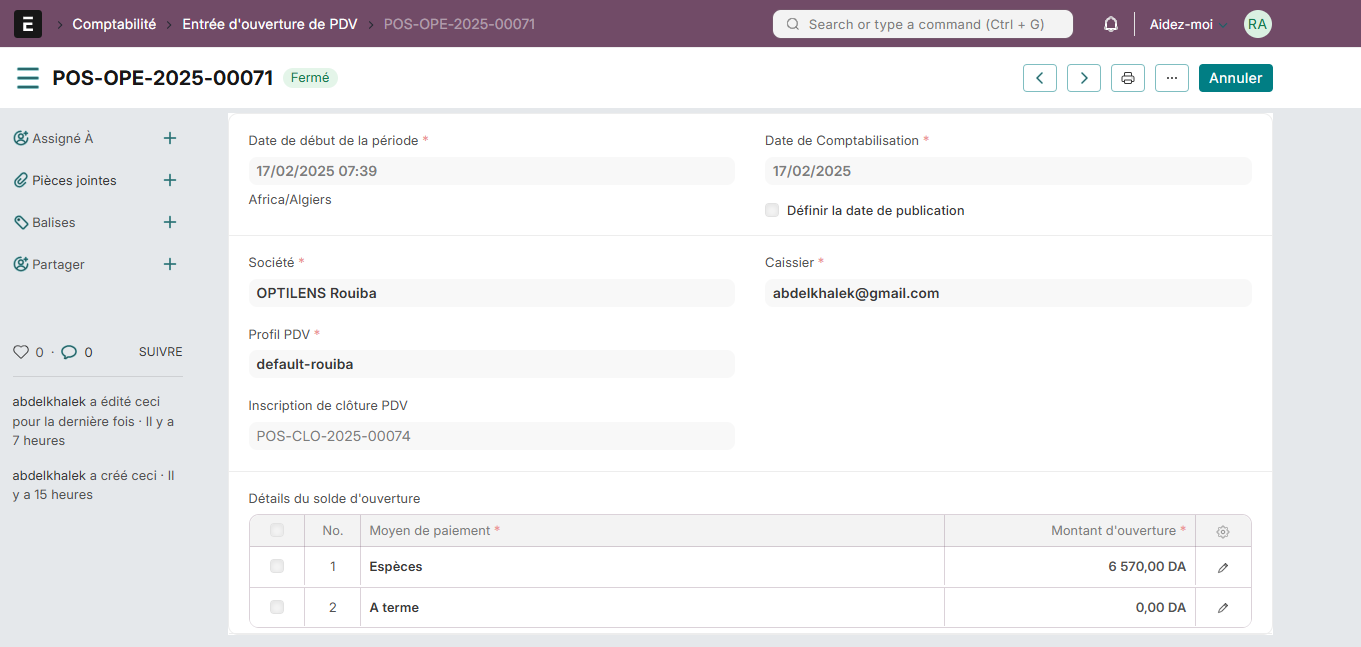 E
Comptabilité
Entrée d'ouverture de PDV
POS-OPE-2025-00071
Search or type a command (Ctrl + G)
Aidez-moi
RA
POS-OPE-2025-00071
Fermé
...
Annuler
Assigné À
Pièces jointes
Balises
Partager
0 · 0
SUIVRE
abdelkhalek a édité ceci
pour la dernière fois · Il y a
7 heures
abdelkhalek a créé ceci · Il
y a 15 heures
Date de début de la période *
17/02/2025 07:39
Africa/Algiers
Date de Comptabilisation *
17/02/2025
Définir la date de publication
Société *
OPTILENS Rouiba
Caissier *
abdelkhalek@gmail.com
Profil PDV *
default-rouiba
Inscription de clôture PDV
POS-CLO-2025-00074
Détails du solde d'ouverture
No. Moyen de paiement * Montant d'ouverture *
1 Espèces 6 570,00 DA
2 A terme 0,00 DA